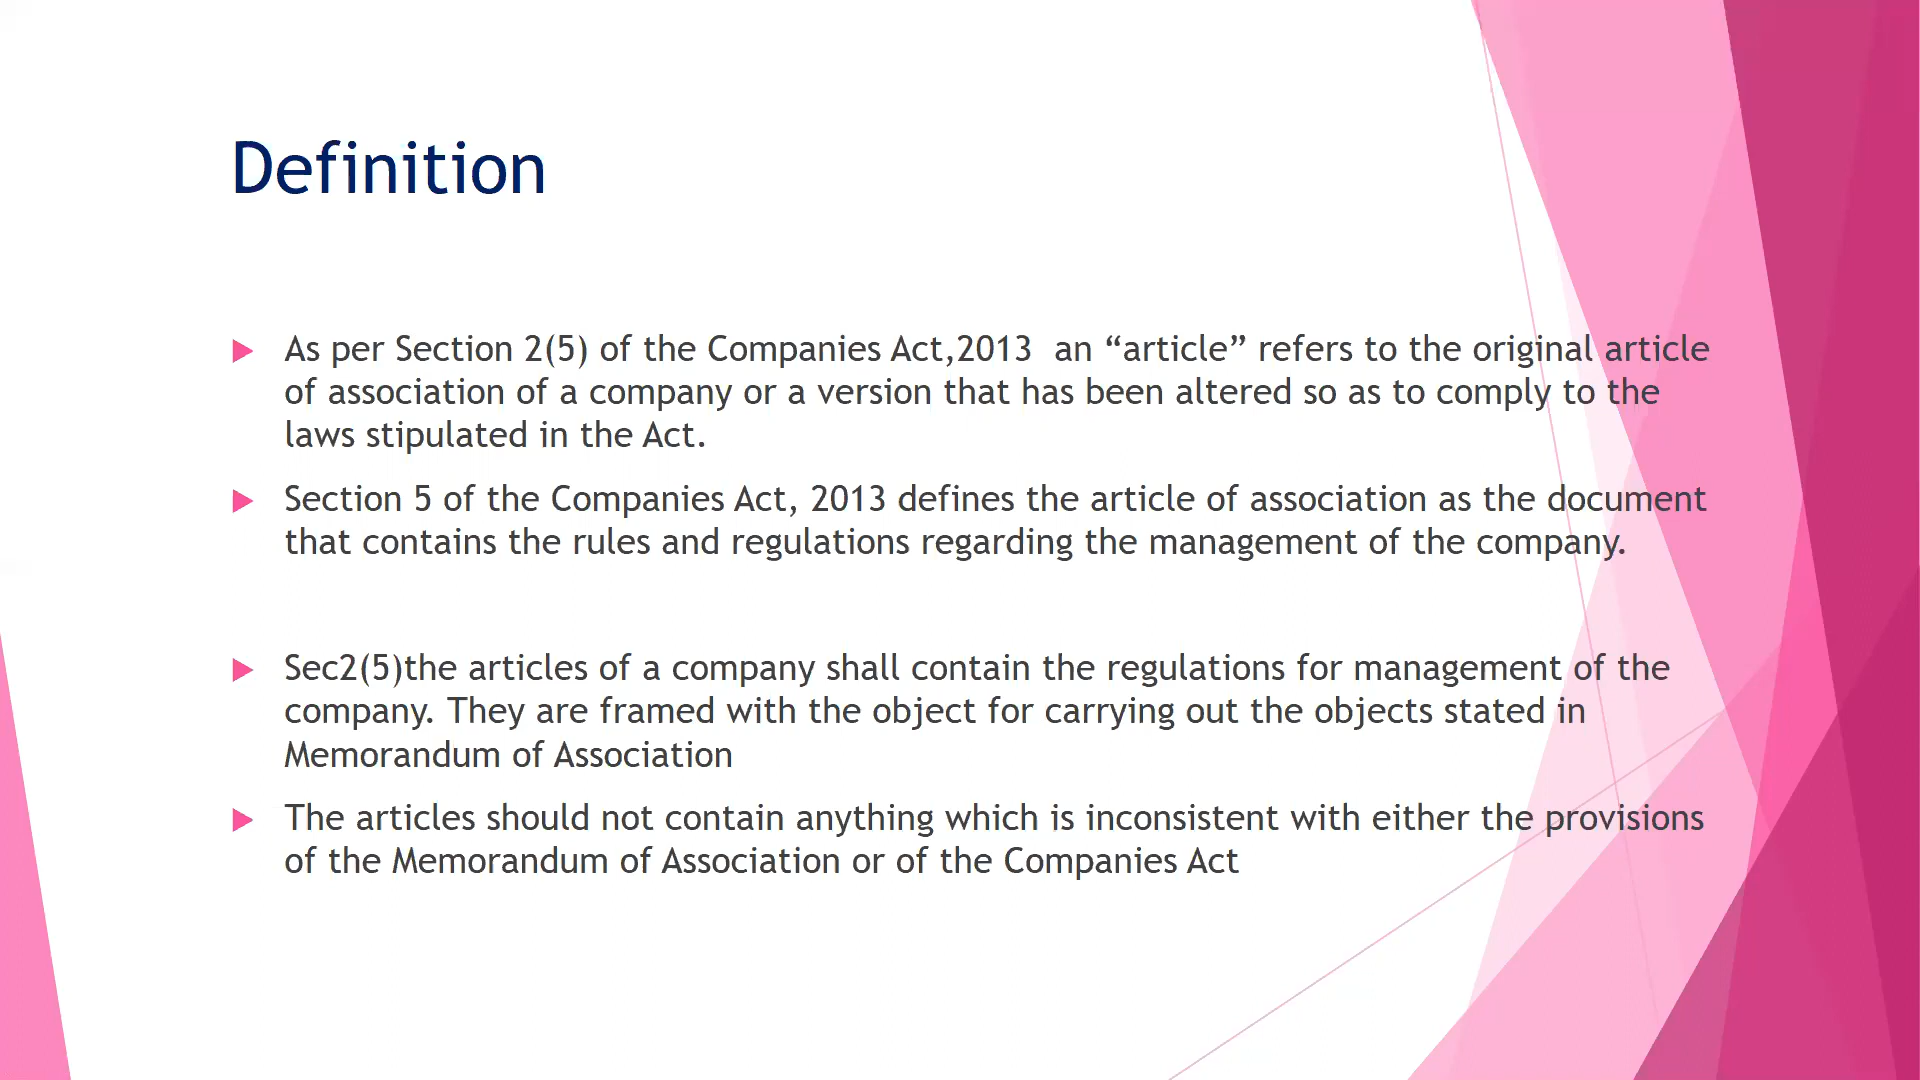 Definition
As per Section 2(5) of the Companies Act,2013  an “article” refers to the original article
of association of a company or a version that has been altered so as to comply to the
laws stipulated in the Act.
Section 5 of the Companies Act, 2013 defines the article of association as the document
that contains the rules and regulations regarding the management of the company.
Sec2(5)the articles of a company shall contain the regulations for management of the
company. They are framed with the object for carrying out the objects stated in
Memorandum of Association
The articles should not contain anything which is inconsistent with either the provisions
of the Memorandum of Association or of the Companies Act